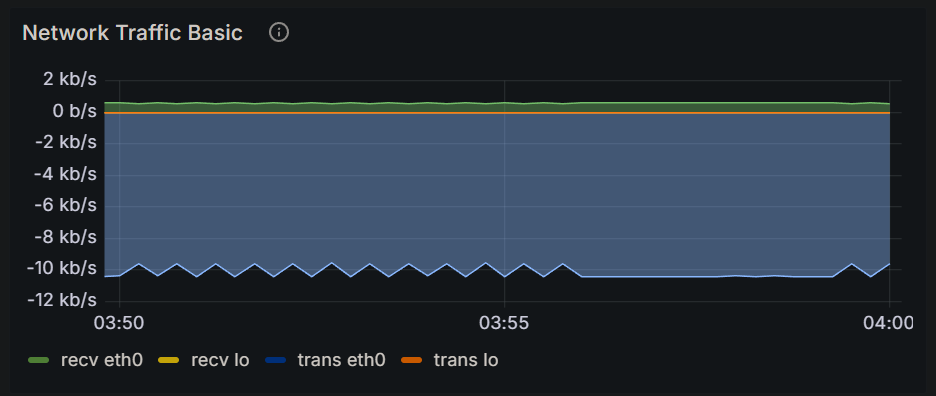 Network Traffic Basic
2 kb/s
0 b/s
-2 kb/s
-4 kb/s
-6 kb/s
-8 kb/s
-10 kb/s
-12 kb/s
03:50 03:55 04:00
recv eth0 recv lo trans eth0 trans lo